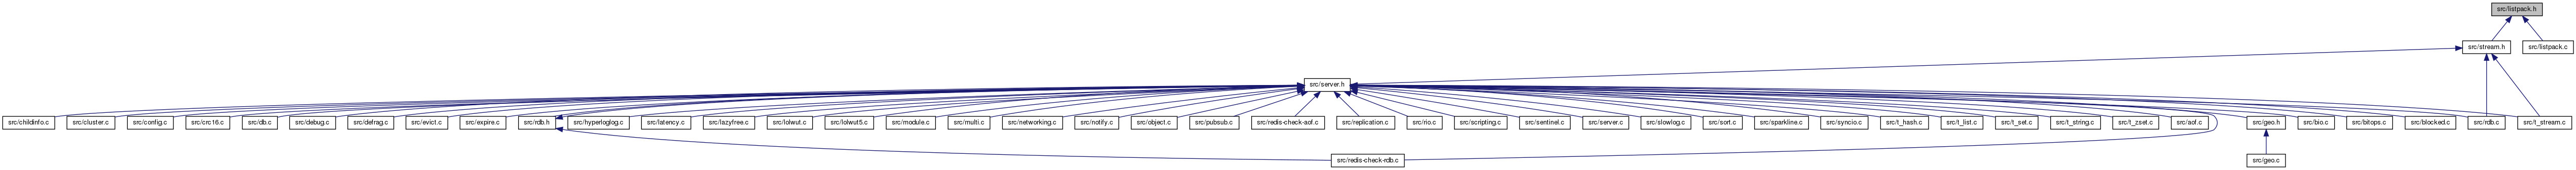 src/listpack.h
src/stream.h
src/listpack.c
src/server.h
src/childinfo.c
src/cluster.c
src/config.c
src/crc16.c
src/db.c
src/debug.c
src/defrag.c
src/evict.c
src/expire.c
src/rdb.h
src/hyperloglog.c
src/latency.c
src/lazyfree.c
src/lolwut.c
src/lolwut5.c
src/module.c
src/multi.c
src/networking.c
src/notify.c
src/object.c
src/pubsub.c
src/redis-check-aof.c
src/replication.c
src/rio.c
src/scripting.c
src/sentinel.c
src/server.c
src/slowlog.c
src/sort.c
src/sparkline.c
src/syncio.c
src/t_hash.c
src/t_list.c
src/t_set.c
src/t_string.c
src/t_zset.c
src/aof.c
src/geo.h
src/bio.c
src/bitops.c
src/blocked.c
src/rdb.c
src/t_stream.c
src/redis-check-rdb.c
src/geo.c